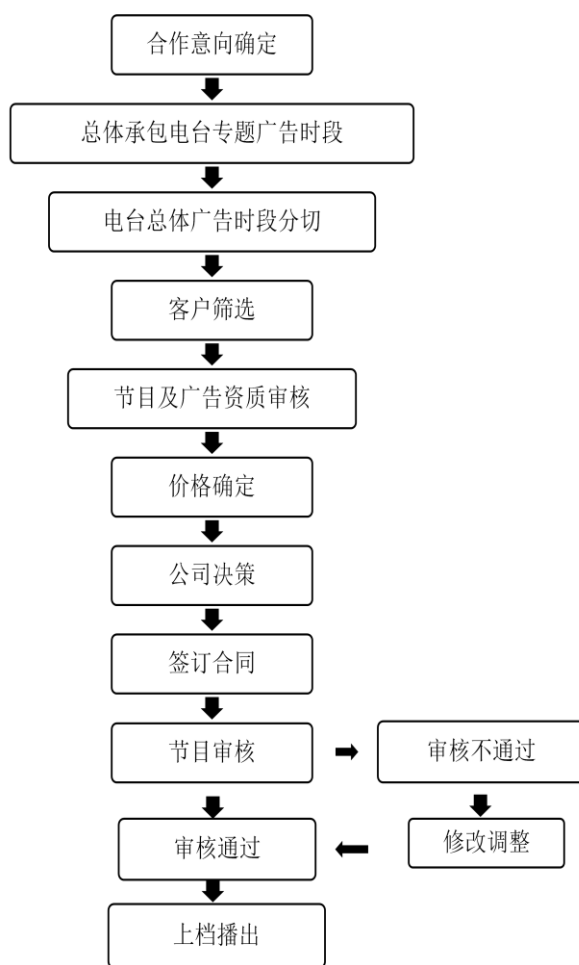 合作意向确定
总体承包电台专题广告时段
电台总体广告时段分切
客户筛选
节目及广告资质审核
价格确定
公司决策
签订合同
节目审核
审核不通过
审核通过
修改调整
上档播出